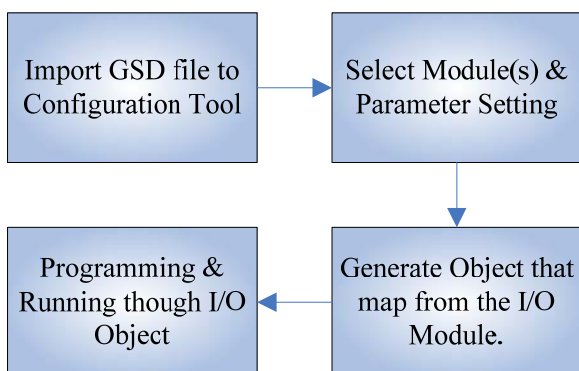 Import GSD file to
Configuration Tool
Select Module(s) &
Parameter Setting
Generate Object that
map from the I/O
Module.
Programming &
Running though I/O
Object